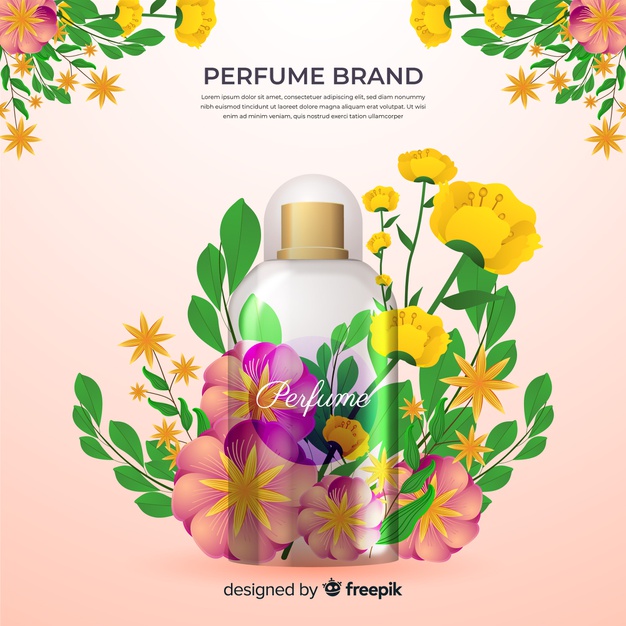 PERFUME BRAND
Lorem ipsum dolor sit amet, consectetur adipiscing elit, sed diam nonummy
nibh euismod tincidunt ut laoreet dolore magna aliquam erat volutpat. Ut wisi
enim ad minim veniam, quis nostrud exerci tation ullamcorper
Perfume
designed by freepik